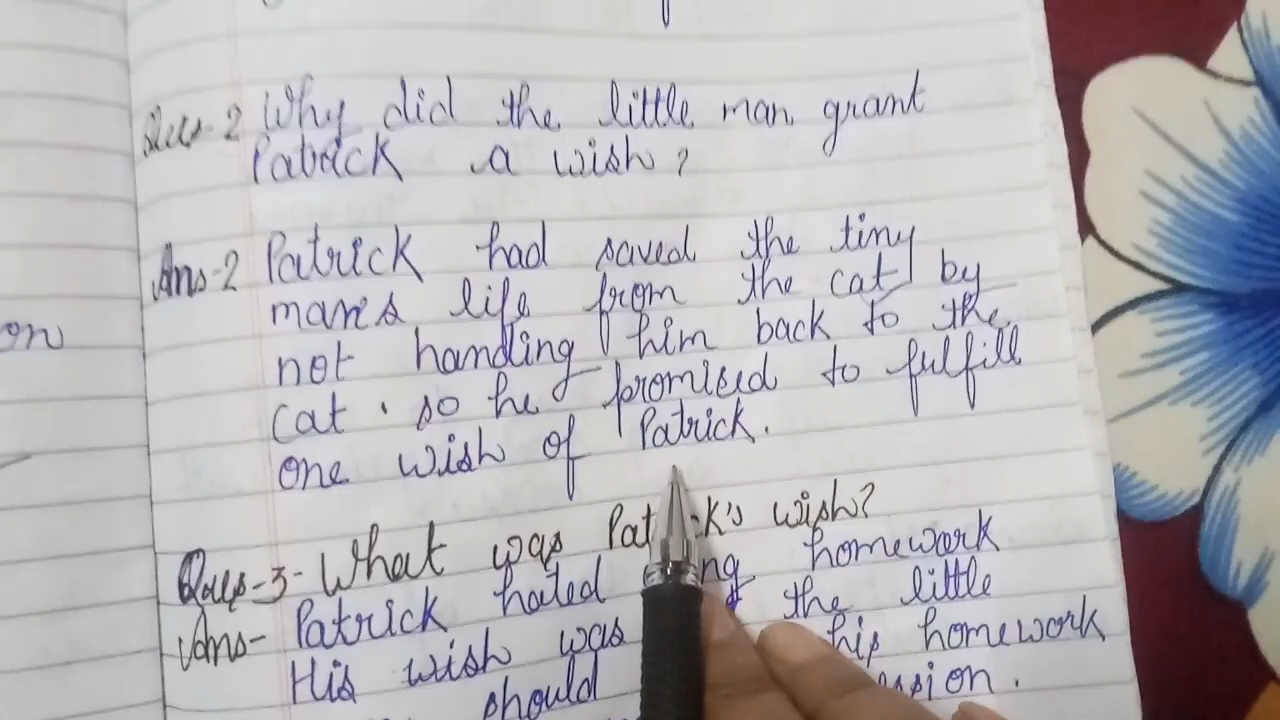 on
Ques-2 Why did the little man grant
Patrick a wish?
Ans-2 Patrick had saved the tiny
man's life from the cat by
not handling him back to the
cat. so he promised to fulfill
one wish of Patrick.
Ques-3- What was Patrick's wish?
Ans- Patrick hated homework
His wish was the little
should his homework